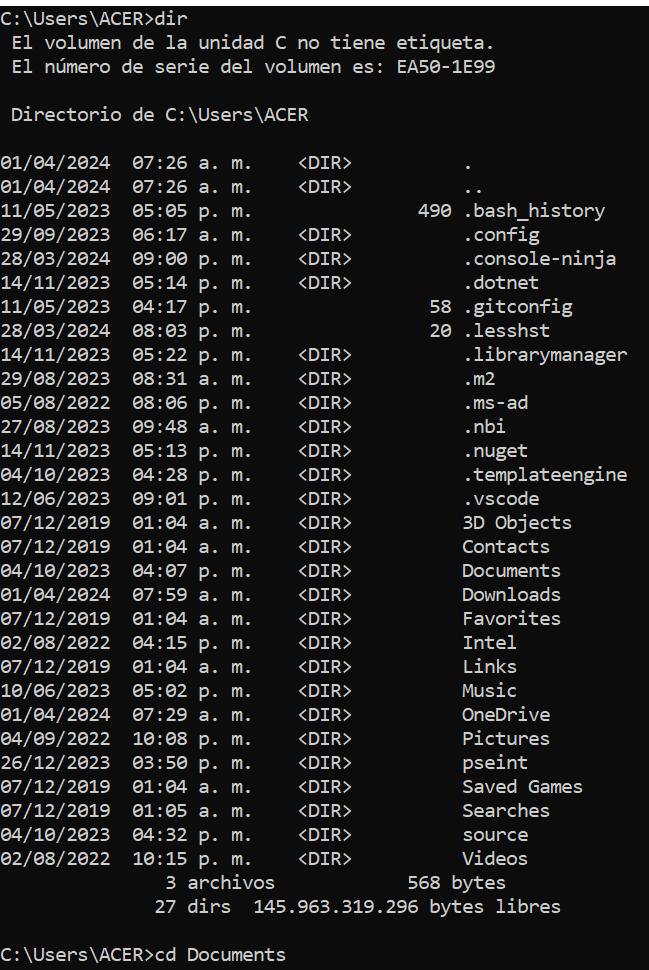 C:\Users\ACER>dir
 El volumen de la unidad C no tiene etiqueta.
 El número de serie del volumen es: EA50-1E99

 Directorio de C:\Users\ACER

01/04/2024  07:26 a. m.    <DIR>          .
01/04/2024  07:26 a. m.    <DIR>          ..
11/05/2023  05:05 p. m.               490 .bash_history
29/09/2023  06:17 a. m.    <DIR>          .config
28/03/2024  09:00 p. m.    <DIR>          .console-ninja
14/11/2023  05:14 p. m.    <DIR>          .dotnet
11/05/2023  04:17 p. m.                58 .gitconfig
28/03/2024  08:03 p. m.                20 .lesshst
14/11/2023  05:22 p. m.    <DIR>          .librarymanager
29/08/2023  08:31 a. m.    <DIR>          .m2
05/08/2022  08:06 p. m.    <DIR>          .ms-ad
27/08/2023  09:48 a. m.    <DIR>          .nbi
14/11/2023  05:13 p. m.    <DIR>          .nuget
04/10/2023  04:28 p. m.    <DIR>          .templateengine
12/06/2023  09:01 p. m.    <DIR>          .vscode
07/12/2019  01:04 a. m.    <DIR>          3D Objects
07/12/2019  01:04 a. m.    <DIR>          Contacts
04/10/2023  04:07 p. m.    <DIR>          Documents
01/04/2024  07:59 a. m.    <DIR>          Downloads
07/12/2019  01:04 a. m.    <DIR>          Favorites
02/08/2022  04:15 p. m.    <DIR>          Intel
07/12/2019  01:04 a. m.    <DIR>          Links
10/06/2023  05:02 p. m.    <DIR>          Music
01/04/2024  07:29 a. m.    <DIR>          OneDrive
04/09/2022  10:08 p. m.    <DIR>          Pictures
26/12/2023  03:50 p. m.    <DIR>          pseint
07/12/2019  01:04 a. m.    <DIR>          Saved Games
07/12/2019  01:05 a. m.    <DIR>          Searches
04/10/2023  04:32 p. m.    <DIR>          source
02/08/2022  10:15 p. m.    <DIR>          Videos
               3 archivos            568 bytes
              27 dirs  145.963.319.296 bytes libres

C:\Users\ACER>cd Documents